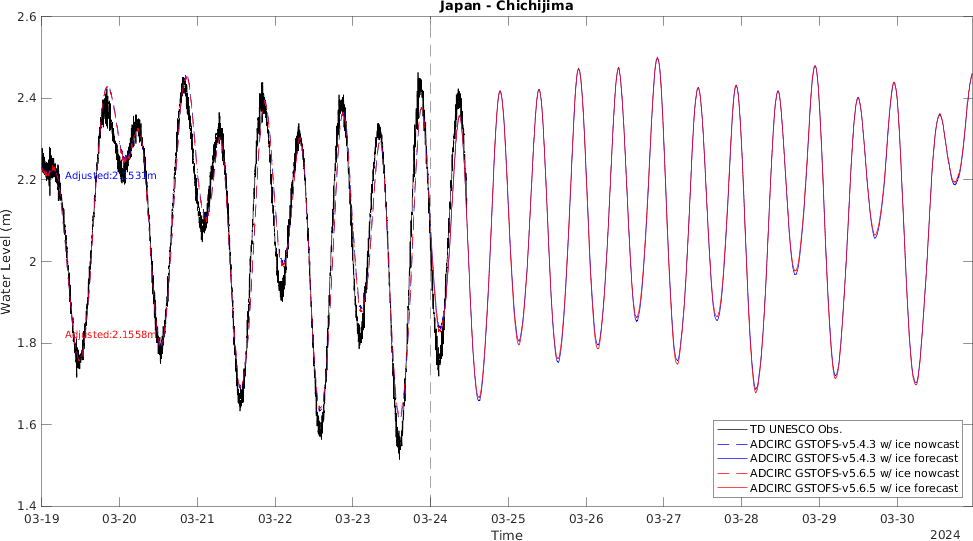 Japan - Chichijima
2.6
2.4
2.2
2
1.8
1.6
1.4
Water Level (m)
Adjusted:2.1531m
Adjusted:2.1558m
TD UNESCO Obs.
ADCIRC GSTOFS-v5.4.3 w/ ice nowcast
ADCIRC GSTOFS-v5.4.3 w/ ice forecast
ADCIRC GSTOFS-v5.6.5 w/ ice nowcast
ADCIRC GSTOFS-v5.6.5 w/ ice forecast
03-19 03-20 03-21 03-22 03-23 03-24 03-25 03-26 03-27 03-28 03-29 03-30
Time
2024